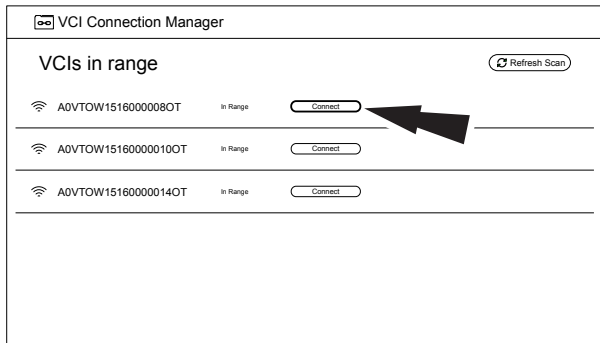 VCI Connection Manager
VCIs in range
Refresh Scan
A0VTOW1516000008OT In Range Connect
A0VTOW15160000010OT In Range Connect
A0VTOW15160000014OT In Range Connect